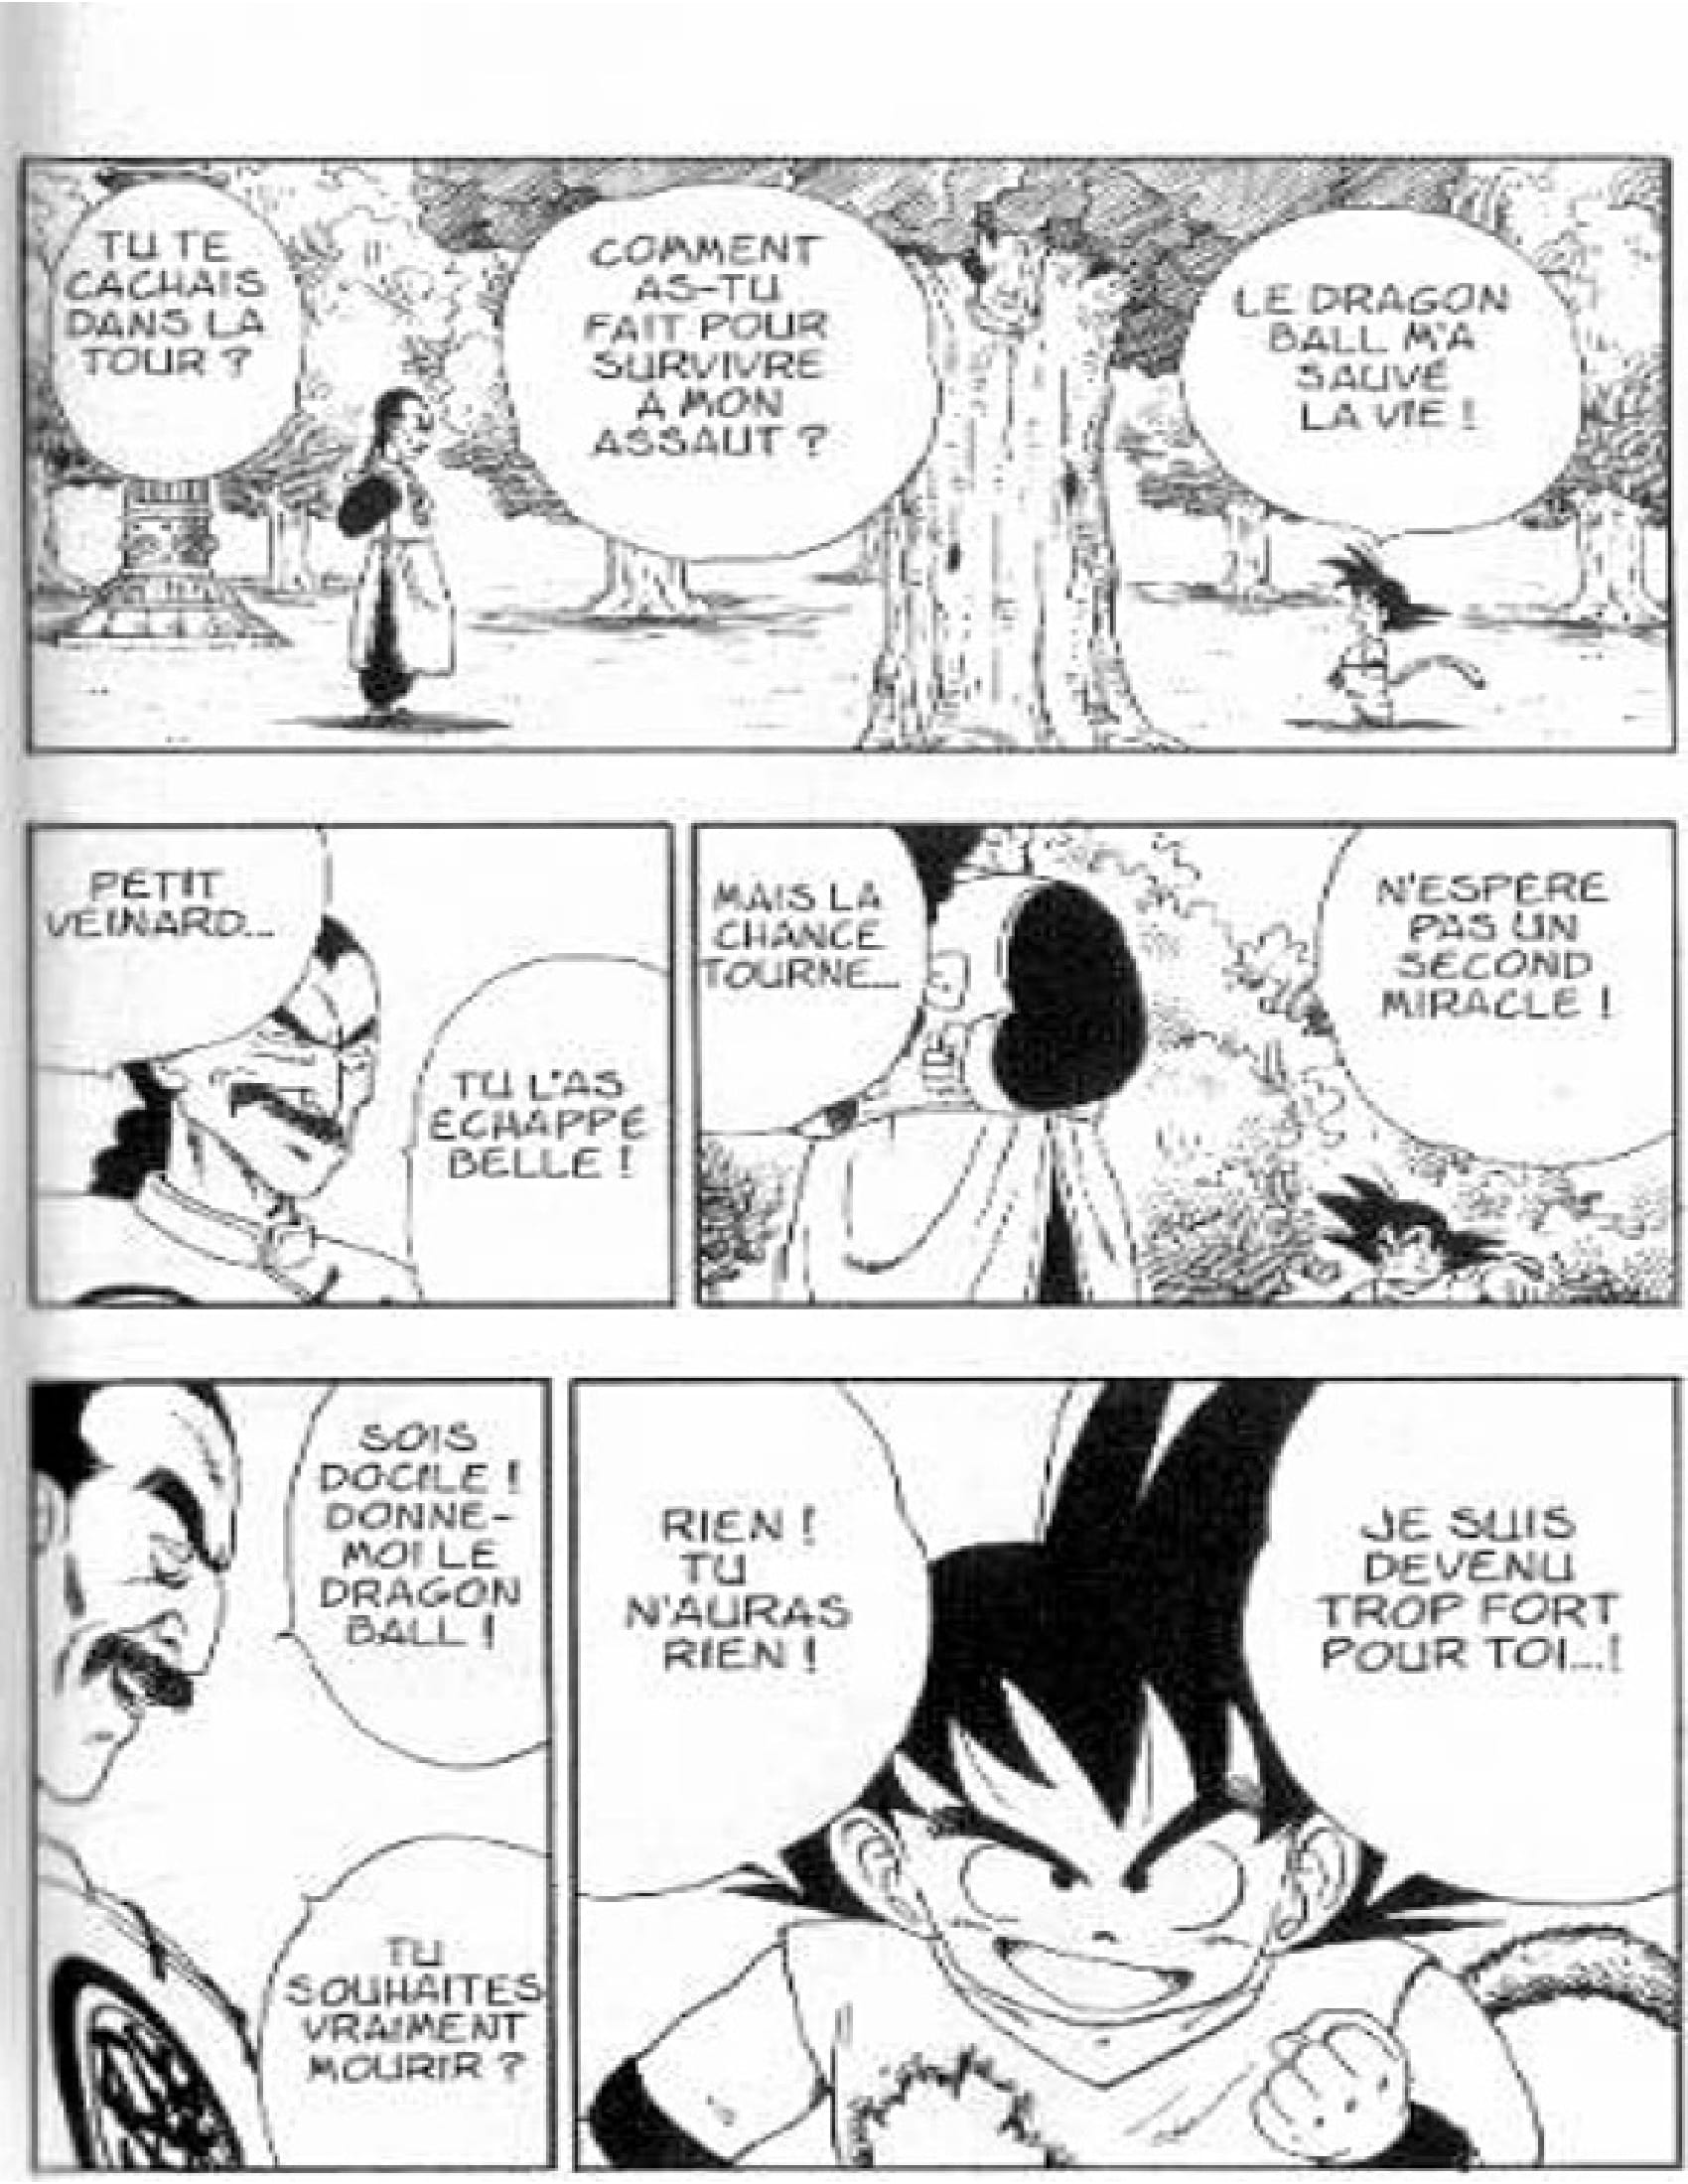 TU TE
CACHAIS
DANS LA
TOUR ?
COMMENT
AS-TU
FAIT POUR
SURVIVRE
A MON
ASSAUT ?
LE DRAGON
BALL M'A
SAUVÉ
LA VIE !
PETIT
VEINARD...
TU L'AS
ECHAPPÉ
BELLE !
MAIS LA
CHANCE
TOURNE...
N'ESPÈRE
PAS UN
SECOND
MIRACLE !
SOIS
DOCILE !
DONNE-
MOI LE
DRAGON
BALL !
TU
SOUHAITES
VRAIMENT
MOURIR ?
RIEN !
TU
N'AURAS
RIEN !
JE SUIS
DEVENU
TROP FORT
POUR TOI...!